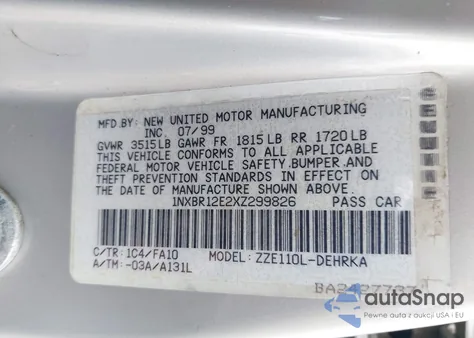 MFD.BY: NEW UNITED MOTOR MANUFACTURING
INC. 07/99
GVWR 3515LB GAWR FR 1815LB RR 1720LB
THIS VEHICLE CONFORMS TO ALL APPLICABLE
FEDERAL MOTOR VEHICLE SAFETY, BUMPER, AND
THEFT PREVENTION STANDARDS IN EFFECT ON
THE DATE OF MANUFACTURE SHOWN ABOVE.
1NXBR12E2XZ299826 PASS CAR
C/TR: 1C4/FA10 MODEL: ZZE110L-DEHRKA
A/TM: -03A/A131L
autoSnap
Pewne auta z aukcji USA i EU